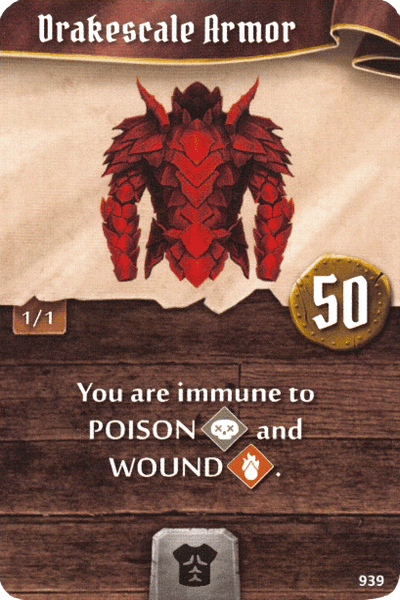 Drakescale Armor
50
1/1
You are immune to
POISON and
WOUND .
939